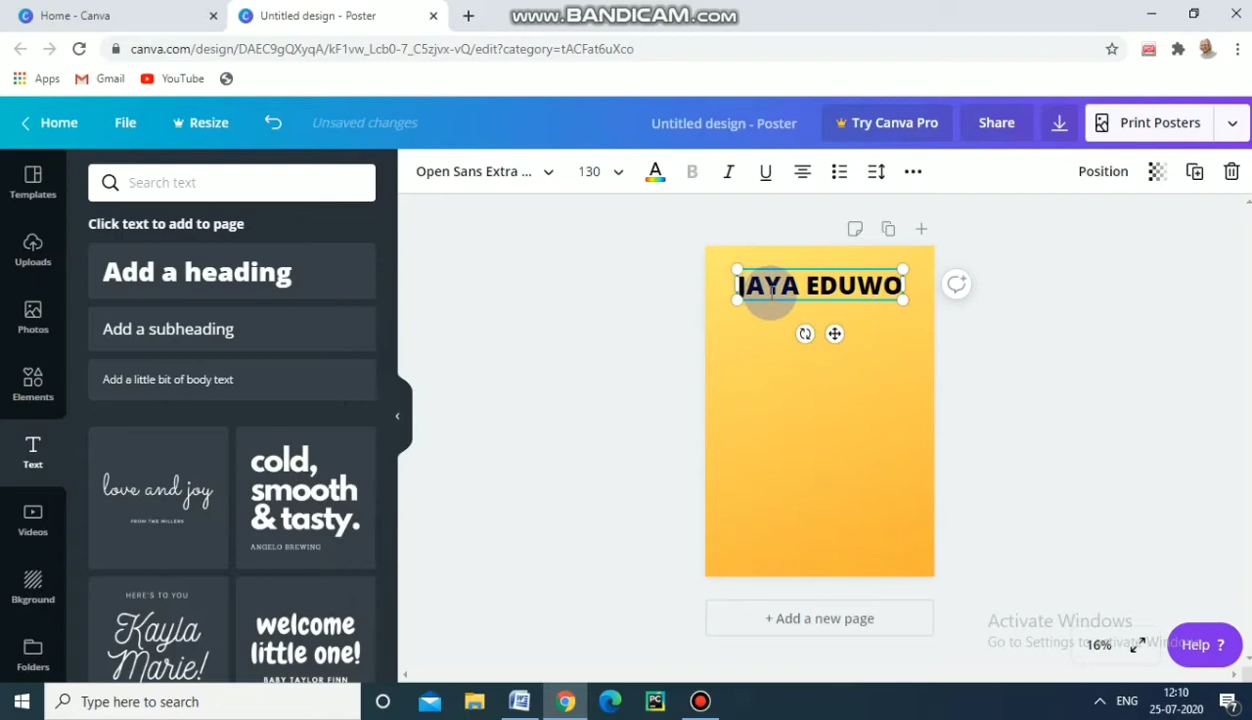 Home - Canva
Untitled design - Poster
www.BANDICAM.com
canva.com/design/DAEC9gQXyqA/kF1vw_Lcb0-7_C5zjvx-vQ/edit?category=tACFat6uXco
Apps
Gmail
YouTube
Home
File
Resize
Unsaved changes
Untitled design - Poster
Try Canva Pro
Share
Print Posters
Templates
Search text
Open Sans Extra ...
130
A
B
I
U
Position
Click text to add to page
Uploads
Add a heading
JAYA EDUWO
Photos
Add a subheading
Elements
Add a little bit of body text
Text
love and joy
FROM THE MILLERS
cold,
smooth
& tasty.
ANGELO BREWING
Videos
Bkground
HERE'S TO YOU
Kayla
Marie!
welcome
little one!
BABY TAYLOR FINN
Folders
+ Add a new page
Activate Windows
Go to Settings to activate Windows.
16%
Help ?
Type here to search
ENG
12:10
25-07-2020
7